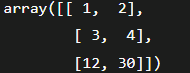 array([[ 1,  2],
       [ 3,  4],
       [12, 30]])